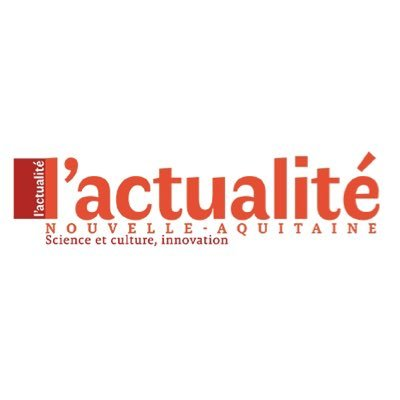 l'actualité
l'actualité
NOUVELLE-AQUITAINE
Science et culture, innovation